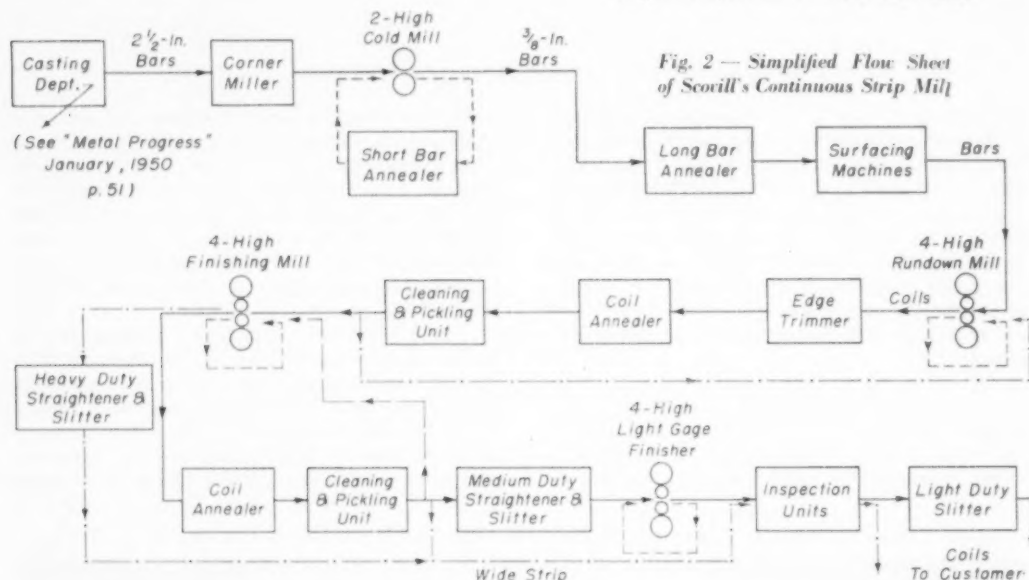 Fig. 2 — Simplified Flow Sheet
of Scovill's Continuous Strip Mill
Casting
Dept.
(See "Metal Progress"
January, 1950
p. 51)
2 1/2-In.
Bars
Corner
Miller
2-High
Cold Mill
Short Bar
Annealer
3/8-In.
Bars
Long Bar
Annealer
Surfacing
Machines
Bars
4-High
Rundown Mill
Coils
Edge
Trimmer
Coil
Annealer
Cleaning
& Pickling
Unit
4-High
Finishing Mill
Heavy Duty
Straightener &
Slitter
Coil
Annealer
Cleaning
& Pickling
Unit
Medium Duty
Straightener &
Slitter
4-High
Light Gage
Finisher
Inspection
Units
Light Duty
Slitter
Wide Strip
Coils
To Customer